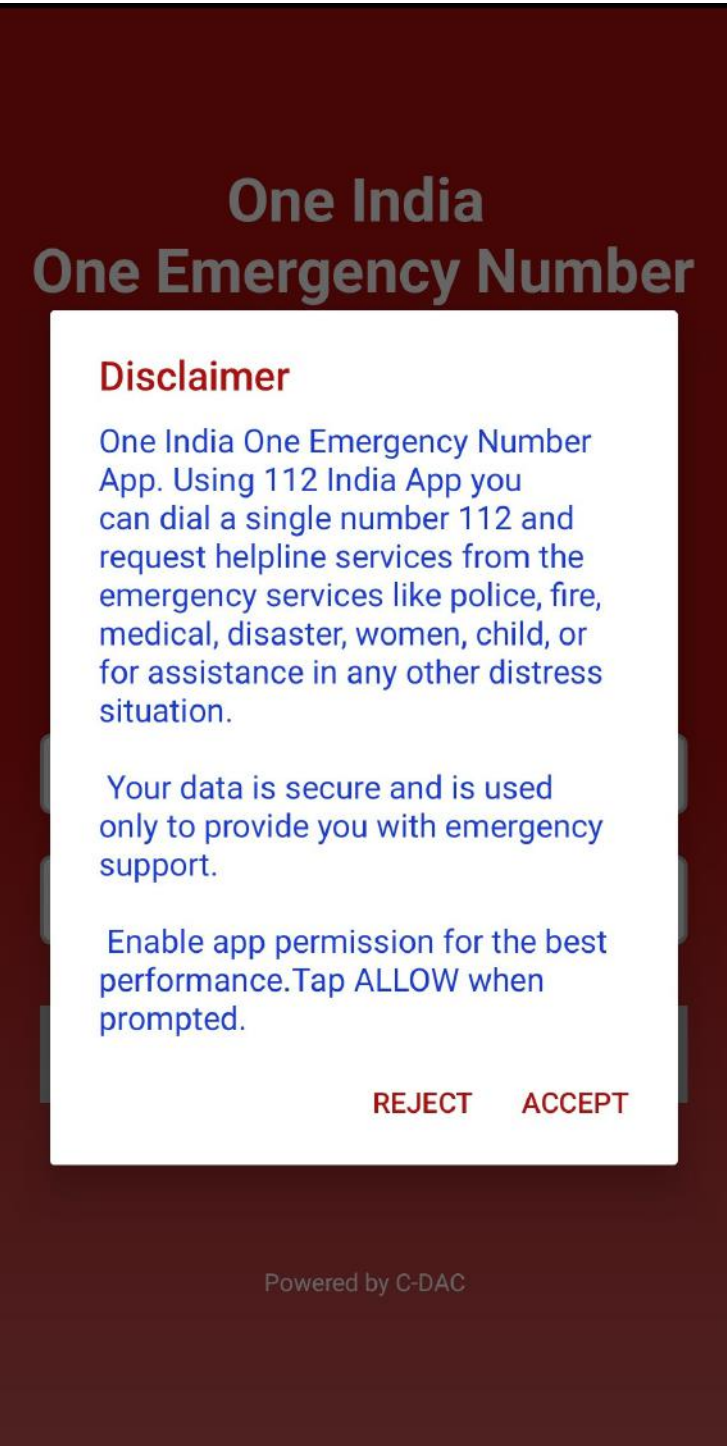 One India
One Emergency Number
Disclaimer
One India One Emergency Number
App. Using 112 India App you
can dial a single number 112 and
request helpline services from the
emergency services like police, fire,
medical, disaster, women, child, or
for assistance in any other distress
situation.
Your data is secure and is used
only to provide you with emergency
support.
Enable app permission for the best
performance.Tap ALLOW when
prompted.
REJECT ACCEPT
Powered by C-DAC